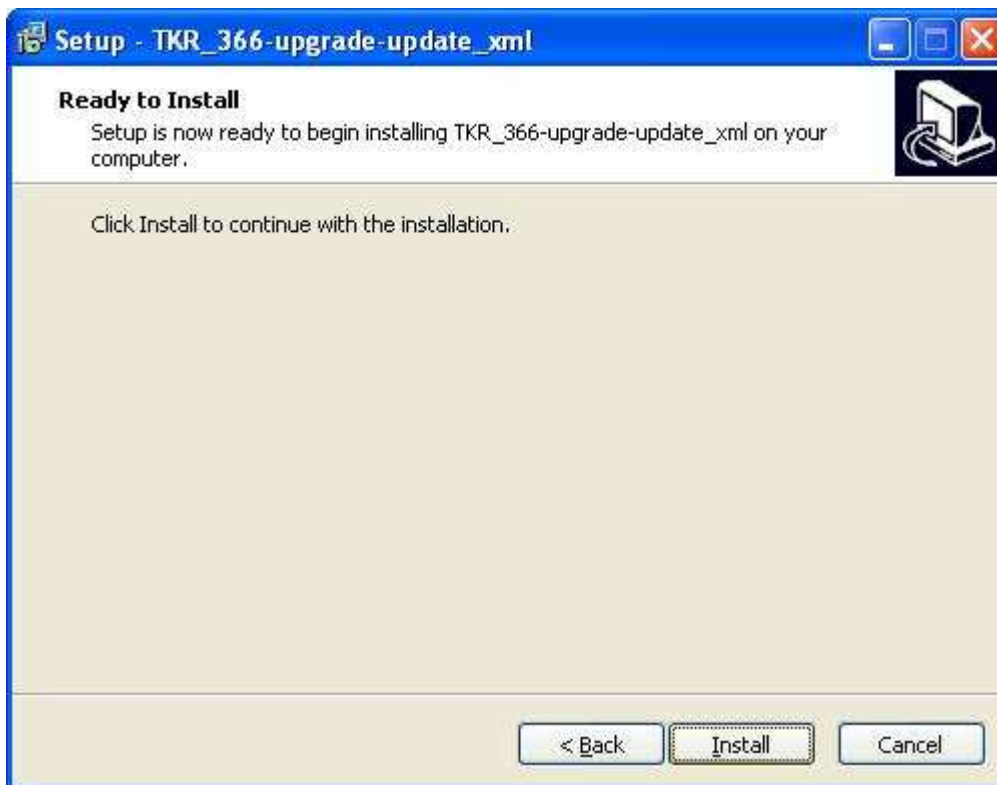 Setup - TKR_366-upgrade-update_xml
Ready to Install
Setup is now ready to begin installing TKR_366-upgrade-update_xml on your
computer.
Click Install to continue with the installation.
< Back
Install
Cancel